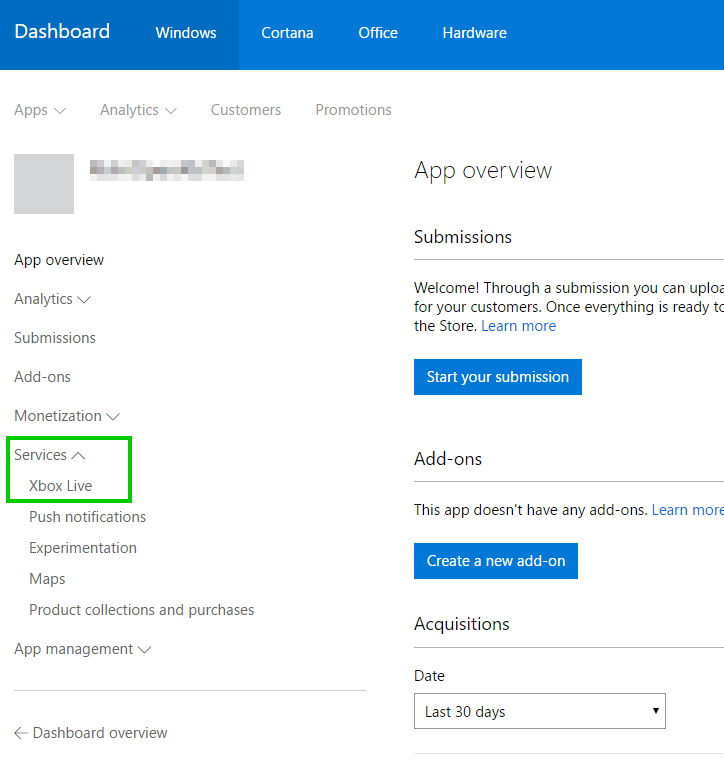 Dashboard
Windows
Cortana
Office
Hardware
Apps
Analytics
Customers
Promotions
App overview
Analytics
Submissions
Add-ons
Monetization
Services
Xbox Live
Push notifications
Experimentation
Maps
Product collections and purchases
App management
Dashboard overview
App overview
Submissions
Welcome! Through a submission you can
for your customers. Once everything is ready
the Store. Learn more
Start your submission
Add-ons
This app doesn't have any add-ons. Learn more
Create a new add-on
Acquisitions
Date
Last 30 days